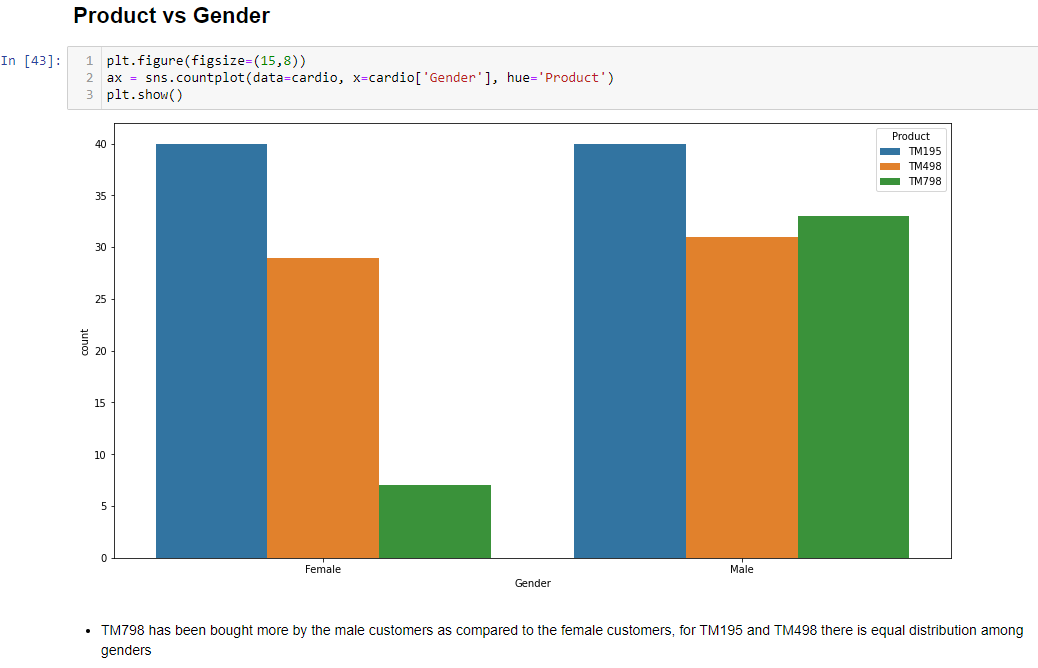 Product vs Gender
In [43]:
1 plt.figure(figsize=(15,8))
2 ax = sns.countplot(data=cardio, x=cardio['Gender'], hue='Product')
3 plt.show()
Product
TM195
TM498
TM798
40
35
30
25
20
15
10
5
0
count
Female
Male
Gender
• TM798 has been bought more by the male customers as compared to the female customers, for TM195 and TM498 there is equal distribution among
genders